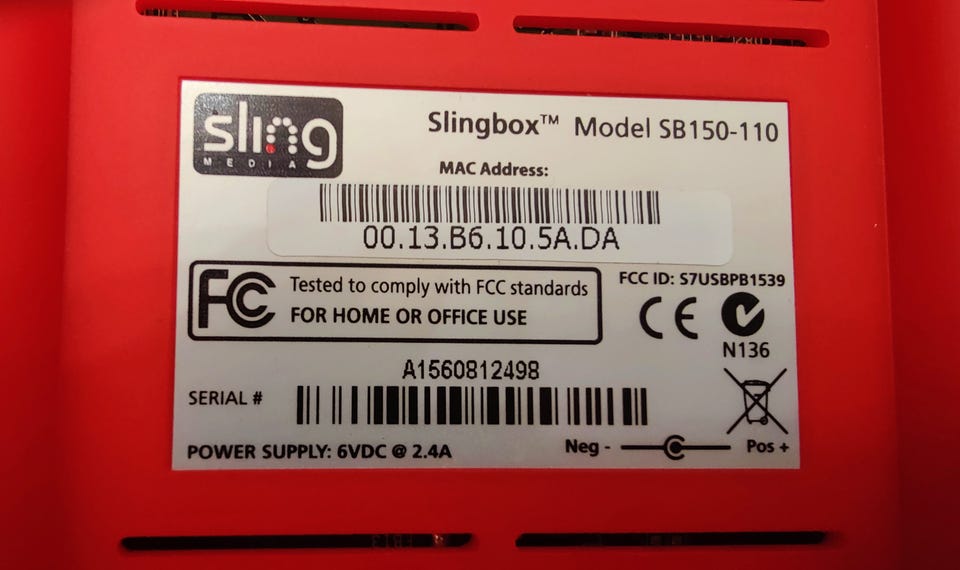 sling
MEDIA
Slingbox™ Model SB150-110
MAC Address:
00.13.B6.10.5A.DA
FC Tested to comply with FCC standards
FOR HOME OR OFFICE USE
FCC ID: S7USBPB1539
CE
N136
A1560812498
SERIAL #
POWER SUPPLY: 6VDC @ 2.4A
Neg - Pos +